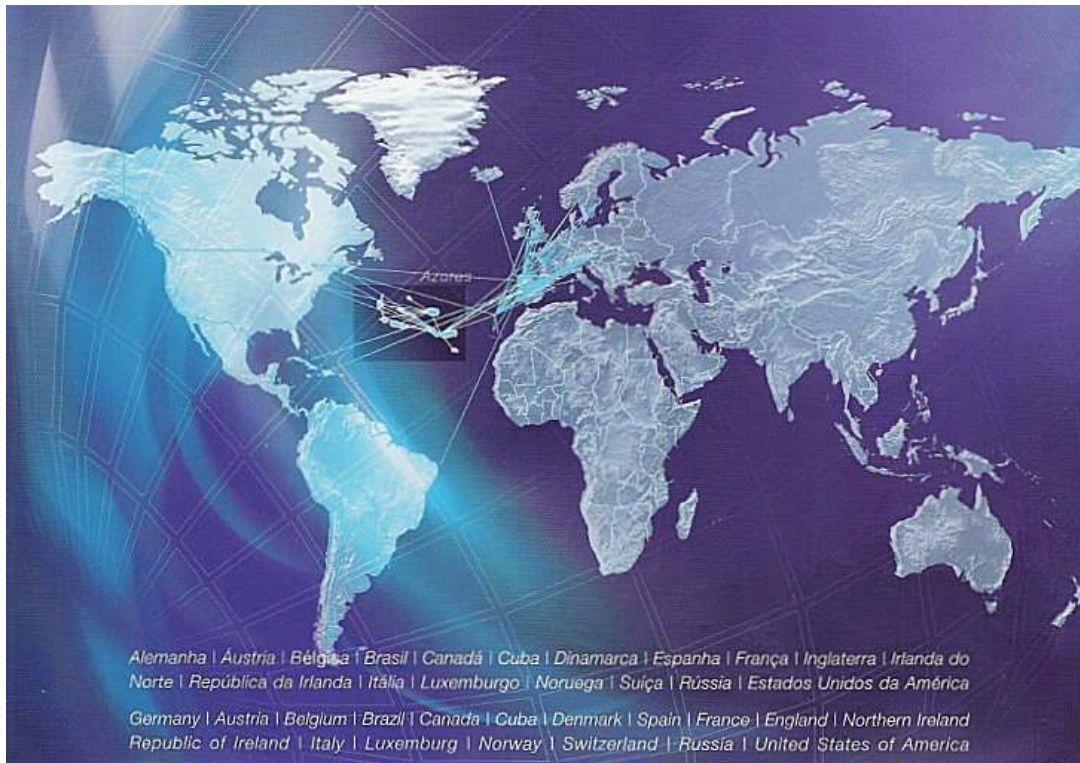 Azores
Alemanha | Áustria | Bélgica | Brasil | Canadá | Cuba | Dinamarca | Espanha | França | Inglaterra | Irlanda do
Norte | República da Irlanda | Itália | Luxemburgo | Noruega | Suíça | Rússia | Estados Unidos da América
Germany | Austria | Belgium | Brazil | Canada | Cuba | Denmark | Spain | France | England | Northern Ireland
Republic of Ireland | Italy | Luxemburg | Norway | Switzerland | Russia | United States of America